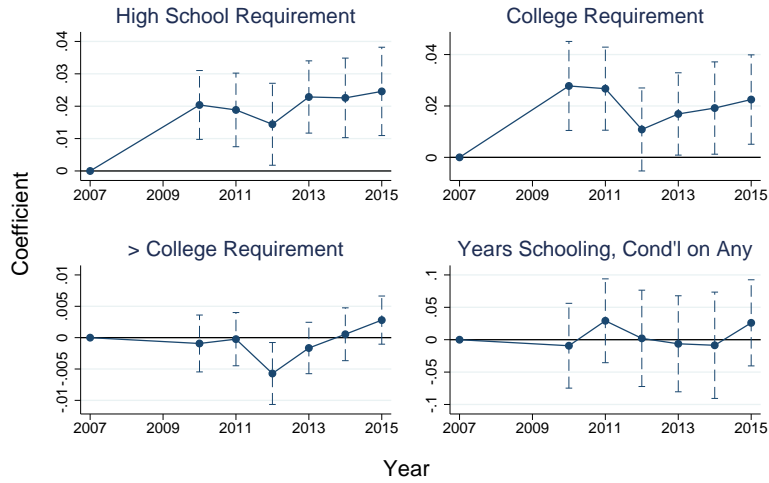 High School Requirement
.04
.03
.02
.01
0
2007 2009 2011 2013 2015
College Requirement
.04
.02
0
2007 2009 2011 2013 2015
> College Requirement
.01
.005
0
-.005
-.01
2007 2009 2011 2013 2015
Years Schooling, Cond'l on Any
.1
.05
0
-.05
-.1
2007 2009 2011 2013 2015
Coefficient
Year